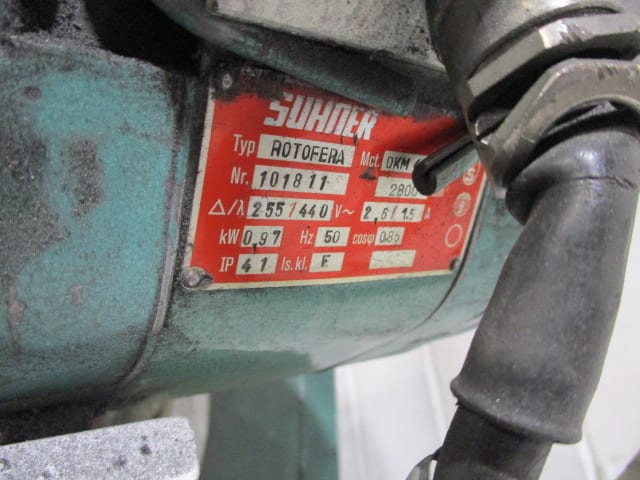 SUHNER
Typ ROTOFERA Mot. DKM
Nr. 101811 2800
Δ/⅄ 255/440 V~ 2,6/1,5 A
kW 0,97 Hz 50 cosφ 0,85
IP 41 Is.kl. E